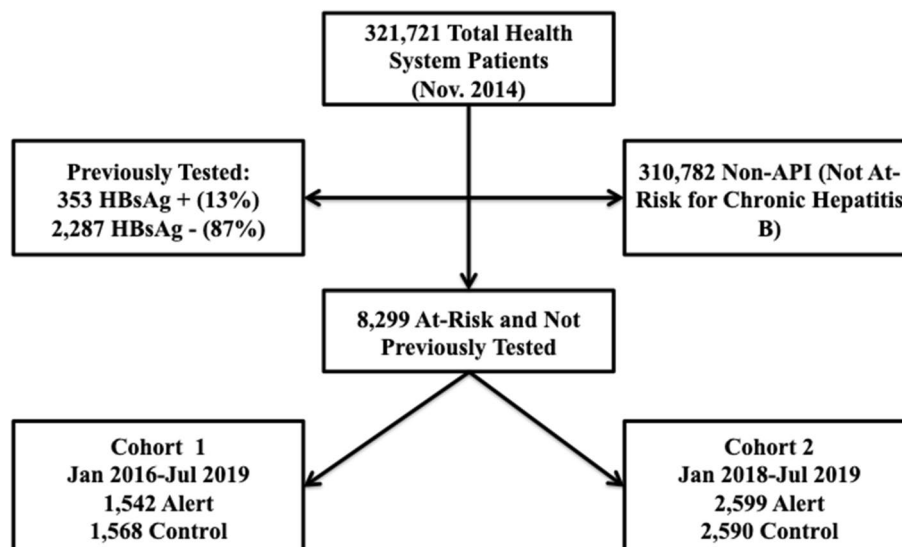 321,721 Total Health
System Patients
(Nov. 2014)
Previously Tested:
353 HBsAg + (13%)
2,287 HBsAg - (87%)
310,782 Non-API (Not At-
Risk for Chronic Hepatitis
B)
8,299 At-Risk and Not
Previously Tested
Cohort 1
Jan 2016-Jul 2019
1,542 Alert
1,568 Control
Cohort 2
Jan 2018-Jul 2019
2,599 Alert
2,590 Control